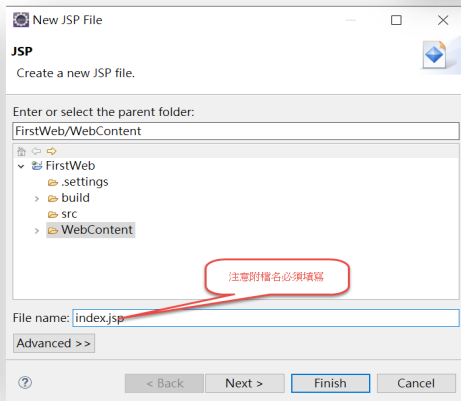 New JSP File
JSP
Create a new JSP file.
Enter or select the parent folder:
FirstWeb/WebContent
FirstWeb
.settings
build
src
WebContent
注意附檔名必須填寫
File name: index.jsp
Advanced >>
< Back Next > Finish Cancel